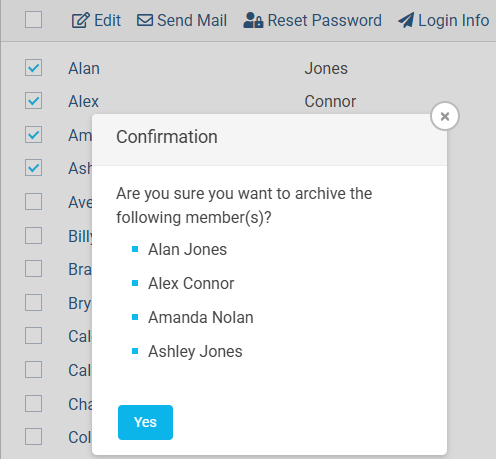 Edit Send Mail Reset Password Login Info
Alan Jones
Alex Connor
Am
Confirmation
Ash
Are you sure you want to archive the
Ave
following member(s)?
Billy
Alan Jones
Bra
Alex Connor
Bry
Amanda Nolan
Cal
Ashley Jones
Cal
Cha
Yes
Col